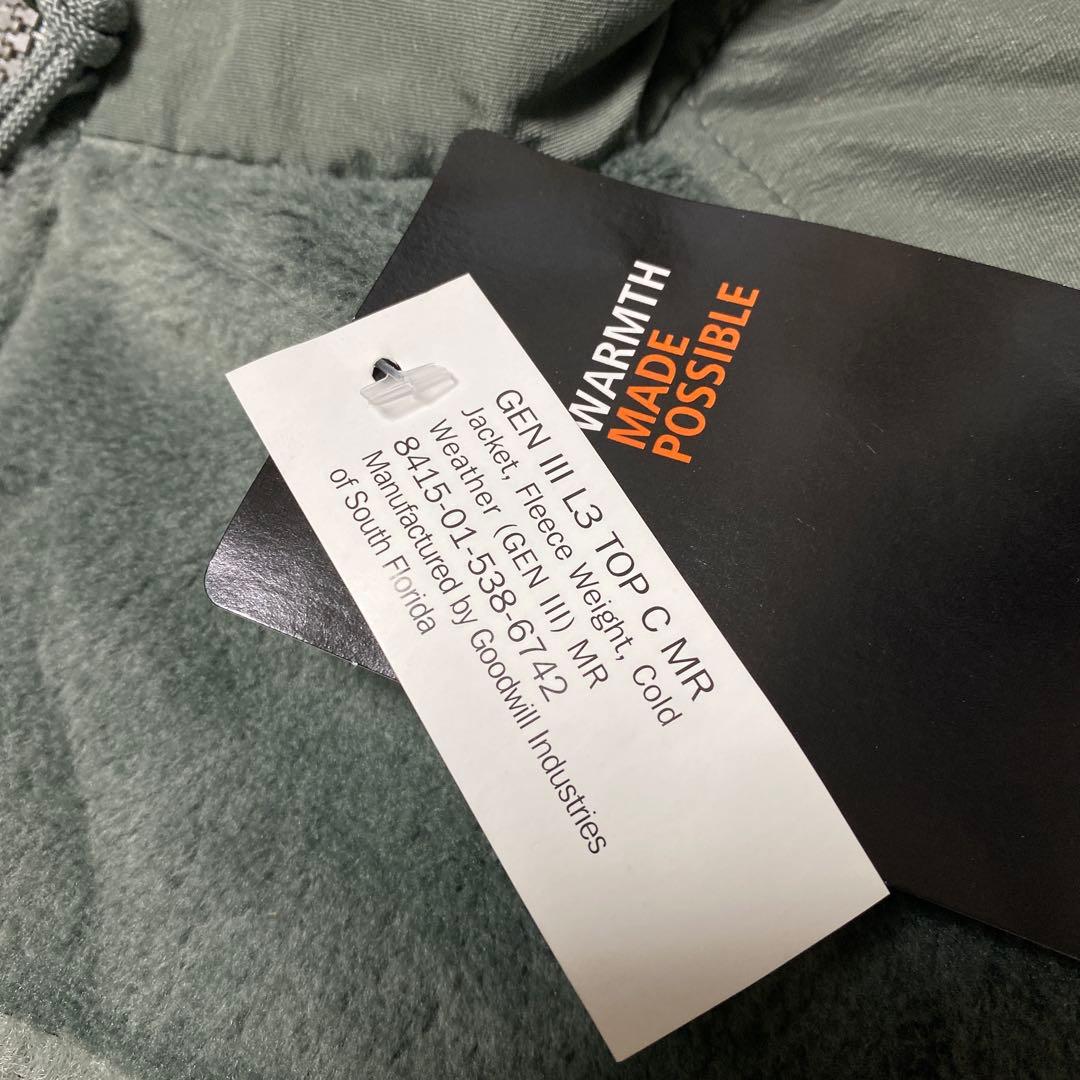 WARMTH
MADE
POSSIBLE
GEN III L3 TOP C MR
Jacket, Fleece Weight, Cold
Weather (GEN III) MR
8415-01-538-6742
Manufactured by Goodwill Industries
of South Florida